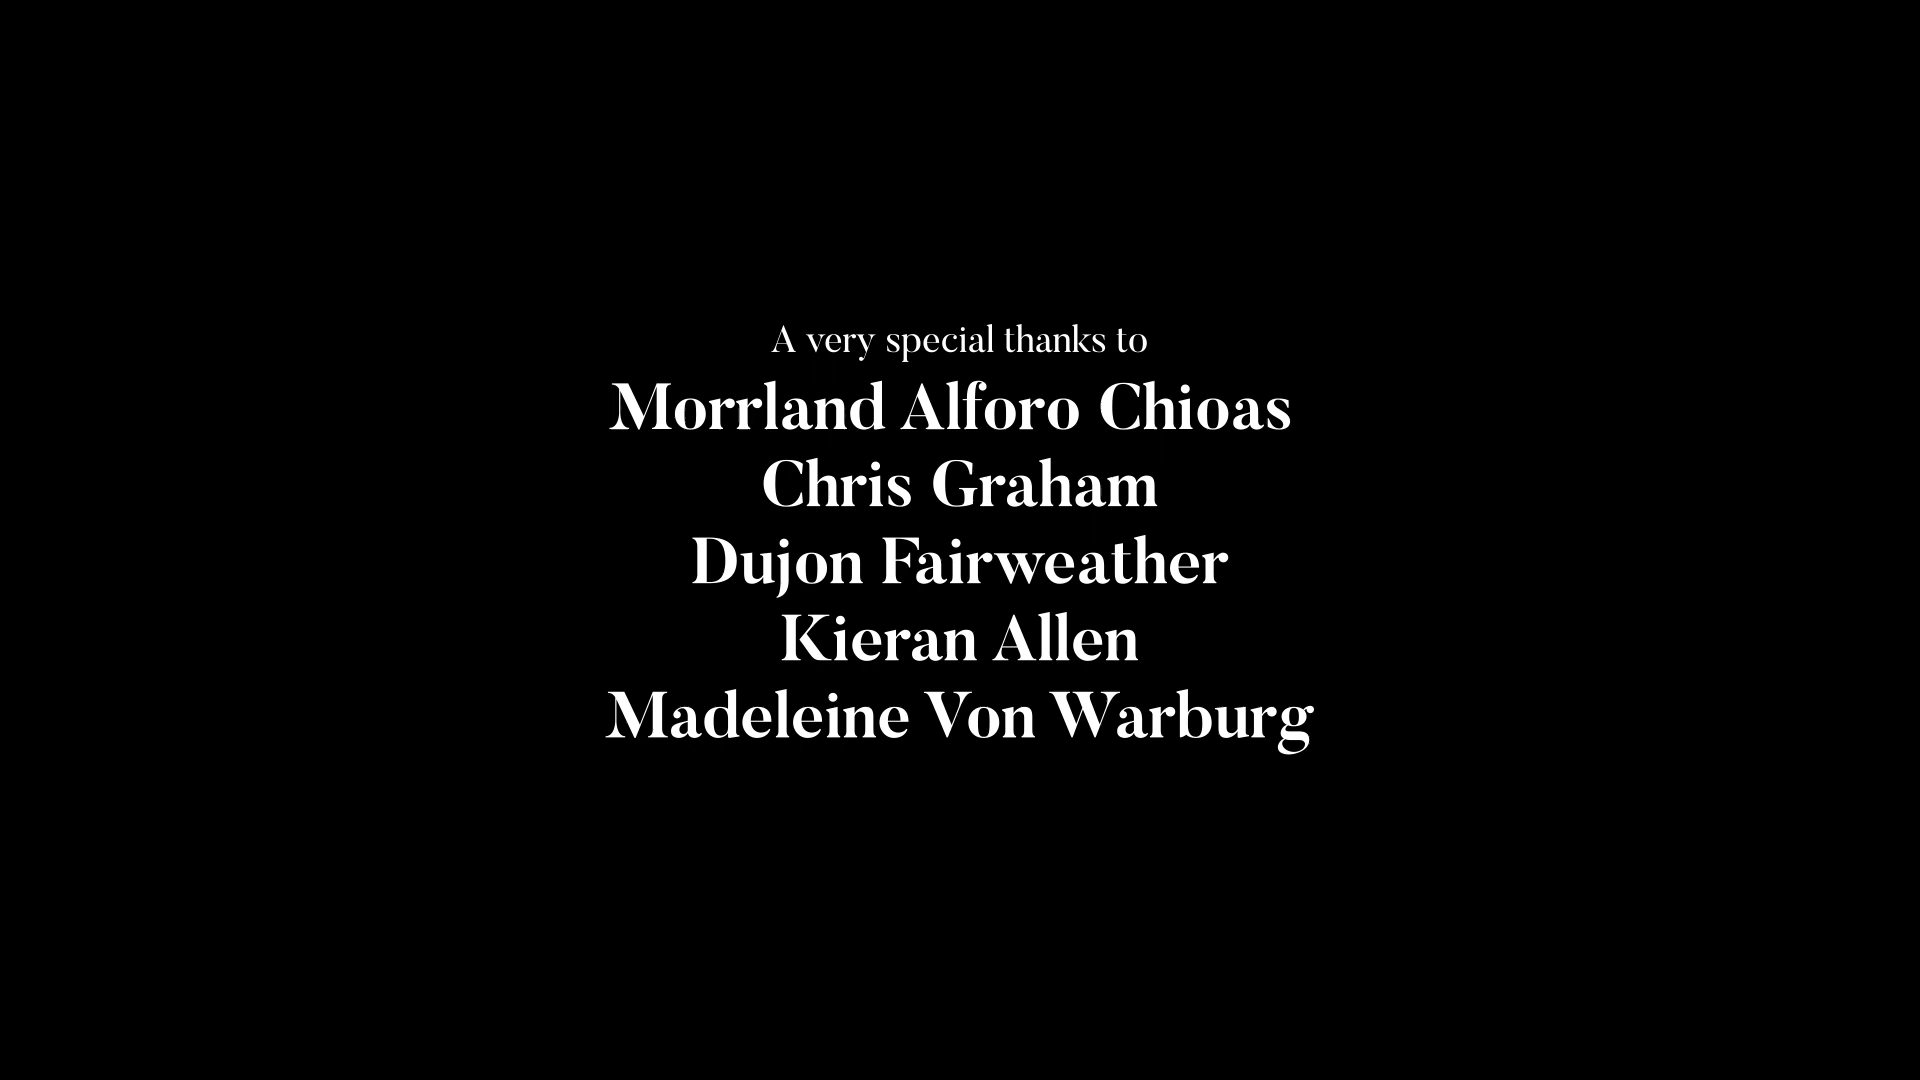 A very special thanks to
Morrland Alforo Chioas
Chris Graham
Dujon Fairweather
Kieran Allen
Madeleine Von Warburg